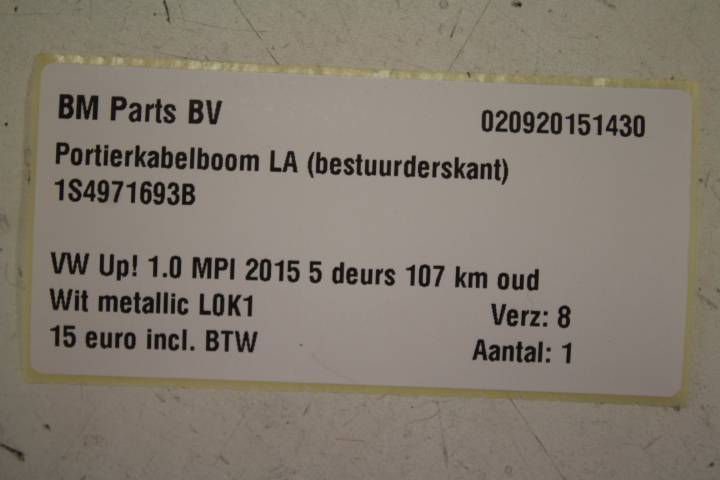 BM Parts BV 020920151430
Portierkabelboom LA (bestuurderskant)
1S4971693B
VW Up! 1.0 MPI 2015 5 deurs 107 km oud
Wit metallic L0K1 Verz: 8
15 euro incl. BTW Aantal: 1